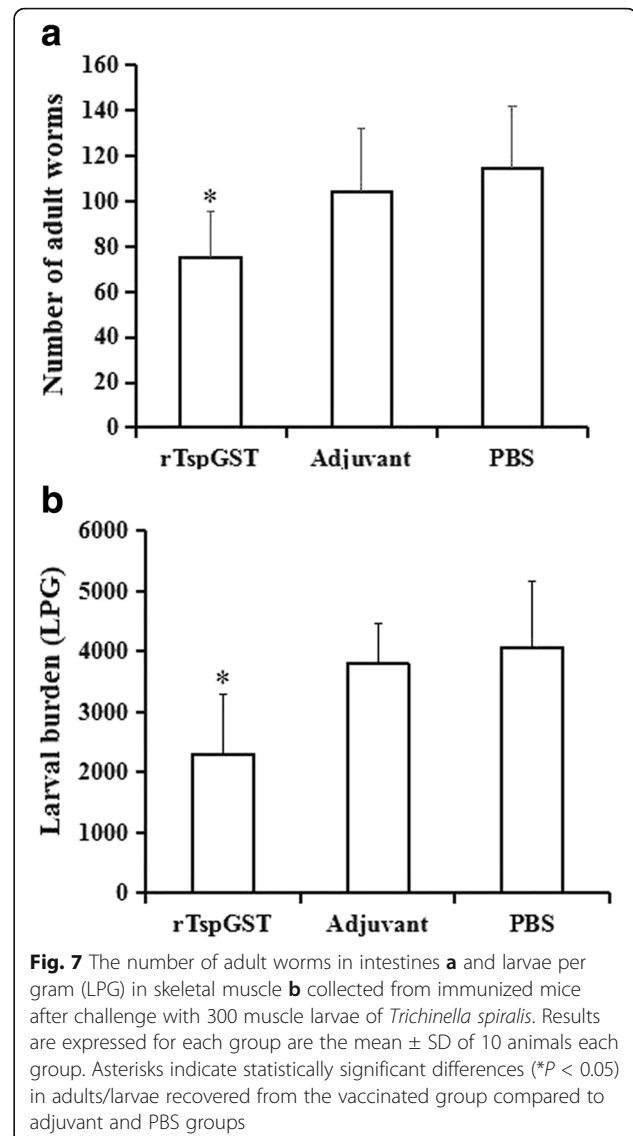 a
160
140
120
100
80
60
40
20
0
Number of adult worms
*
rTspGST Adjuvant PBS
b
6000
5000
4000
3000
2000
1000
0
Larval burden (LPG)
*
rTspGST Adjuvant PBS
Fig. 7 The number of adult worms in intestines a and larvae per
gram (LPG) in skeletal muscle b collected from immunized mice
after challenge with 300 muscle larvae of Trichinella spiralis. Results
are expressed for each group are the mean ± SD of 10 animals each
group. Asterisks indicate statistically significant differences (*P < 0.05)
in adults/larvae recovered from the vaccinated group compared to
adjuvant and PBS groups